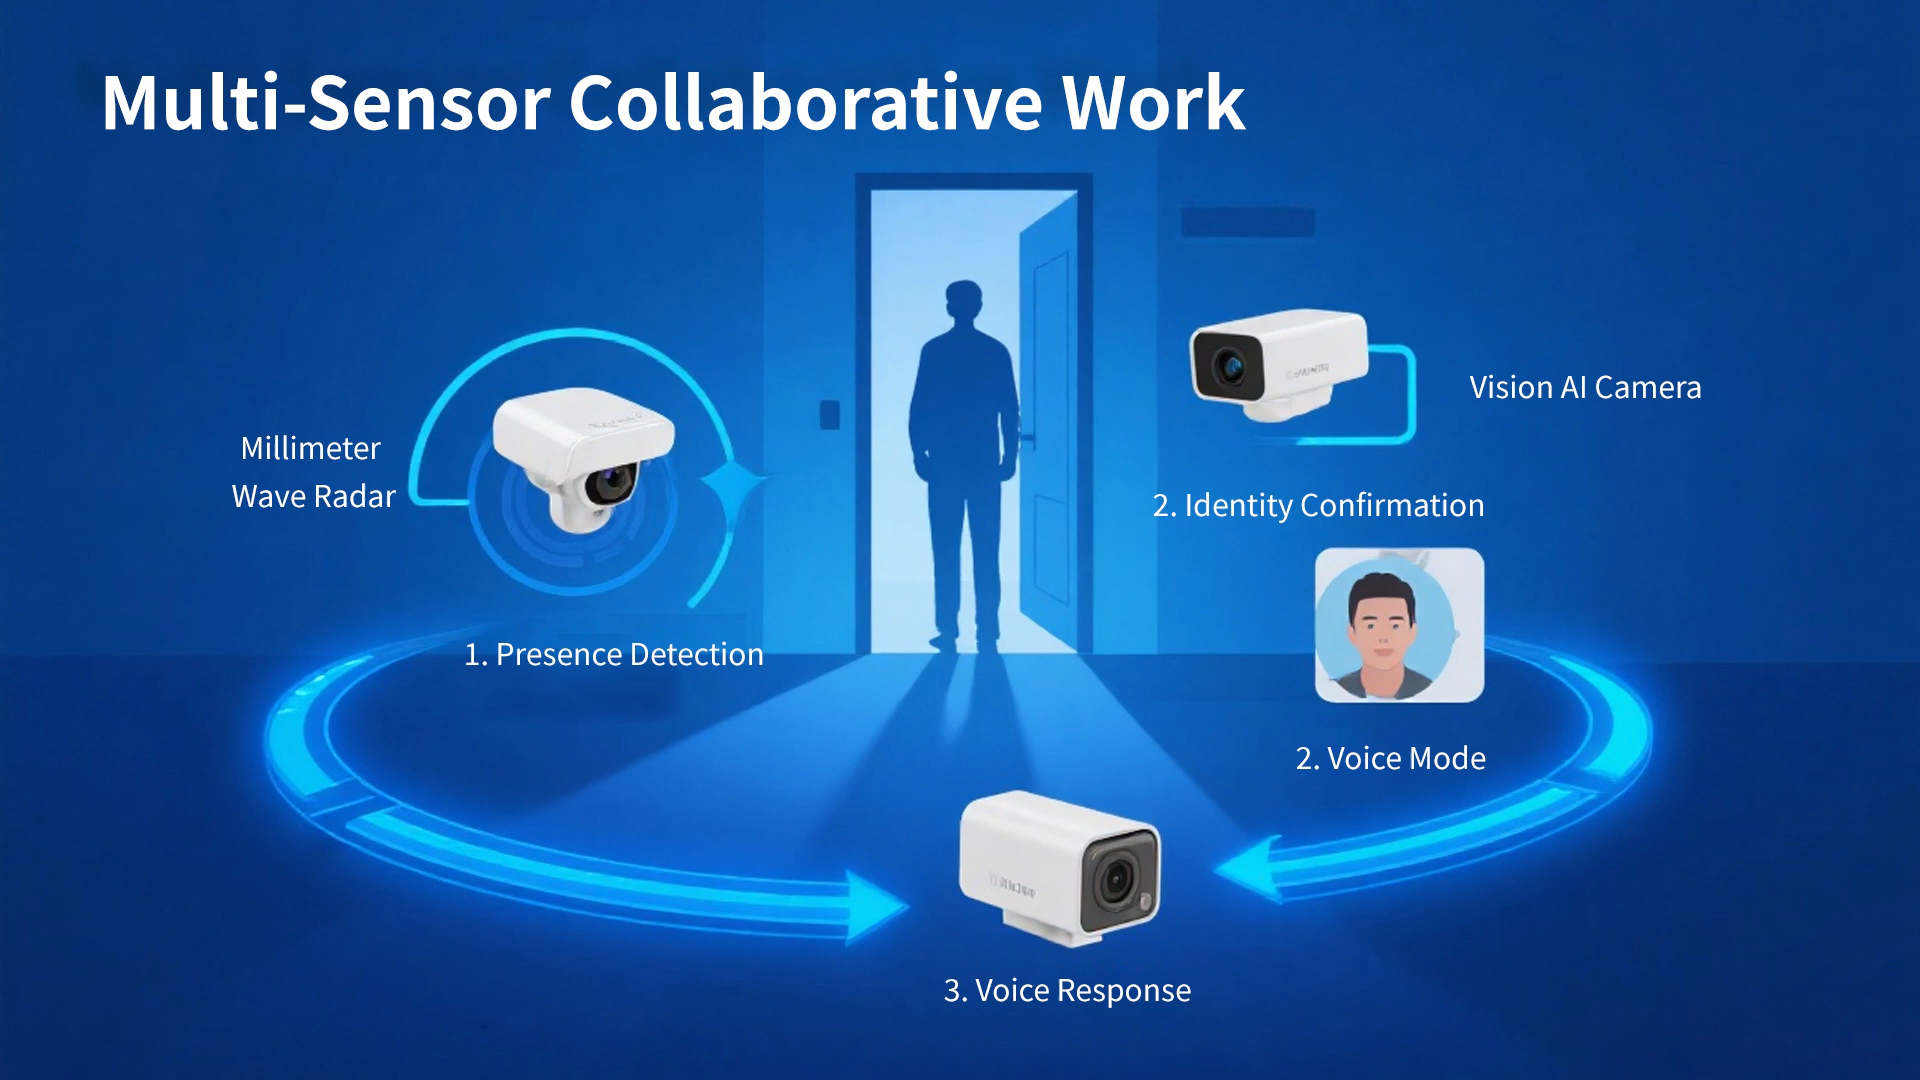 Multi-Sensor Collaborative Work
Millimeter
Wave Radar
1. Presence Detection
Vision AI Camera
2. Identity Confirmation
2. Voice Mode
3. Voice Response